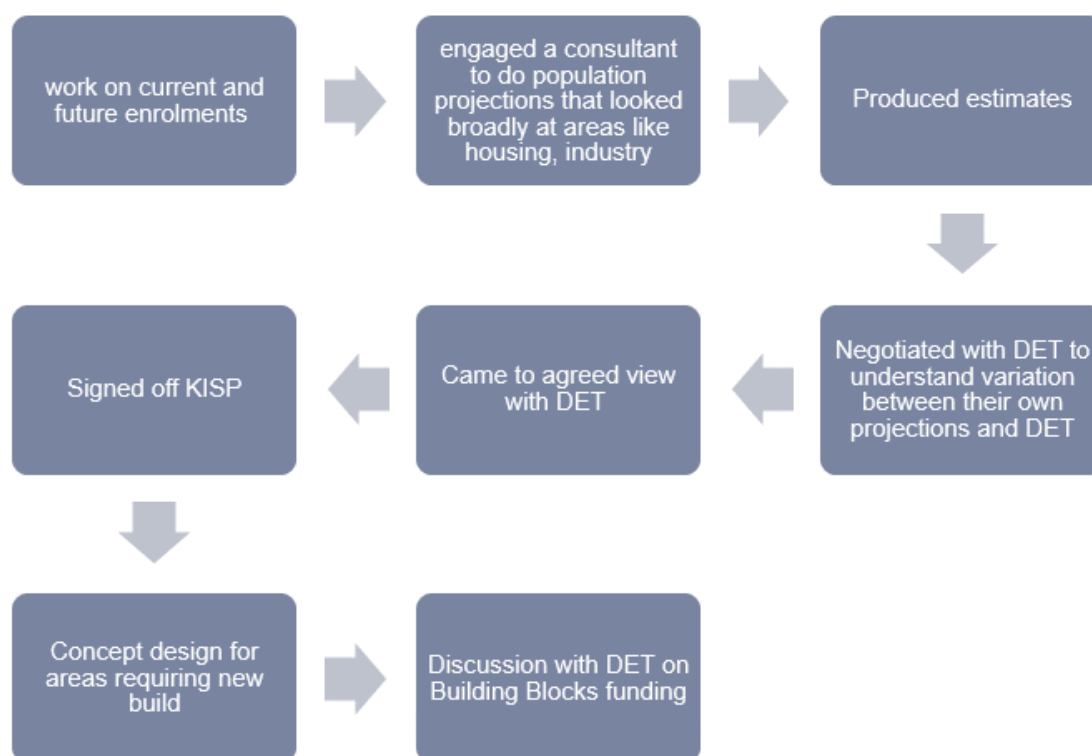 work on current and
future enrolments
engaged a consultant
to do population
projections that looked
broadly at areas like
housing, industry
Produced estimates
Negotiated with DET to
understand variation
between their own
projections and DET
Came to agreed view
with DET
Signed off KISP
Concept design for
areas requiring new
build
Discussion with DET on
Building Blocks funding